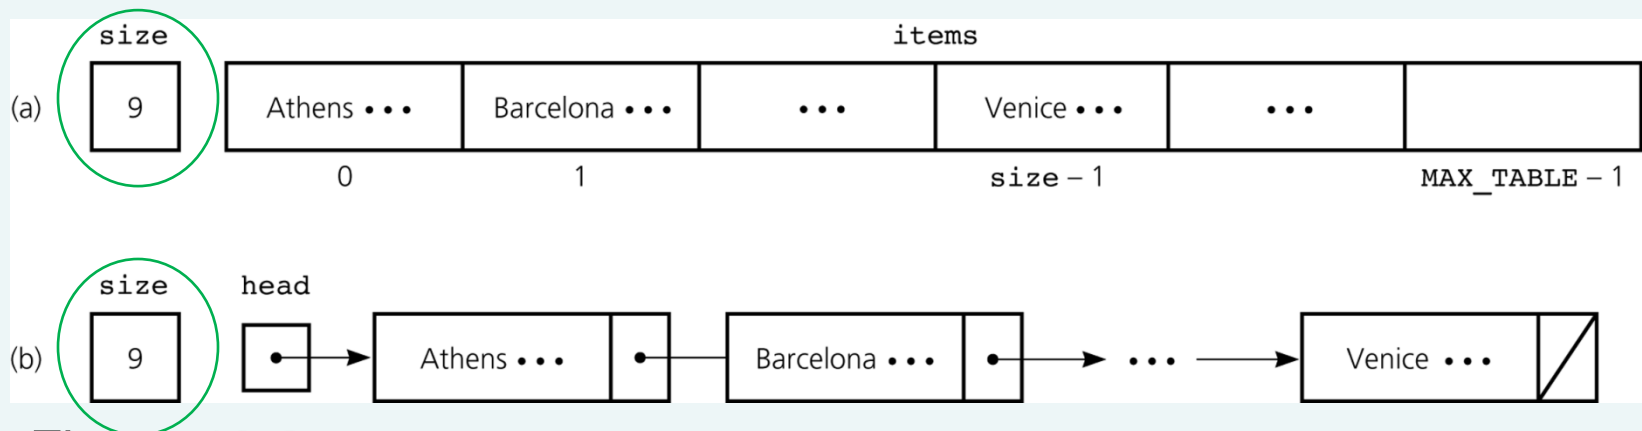 size items
(a) 9 Athens ••• Barcelona ••• ••• Venice ••• •••
0 1 size – 1 MAX_TABLE – 1
size head
(b) 9 Athens ••• Barcelona ••• ••• Venice •••